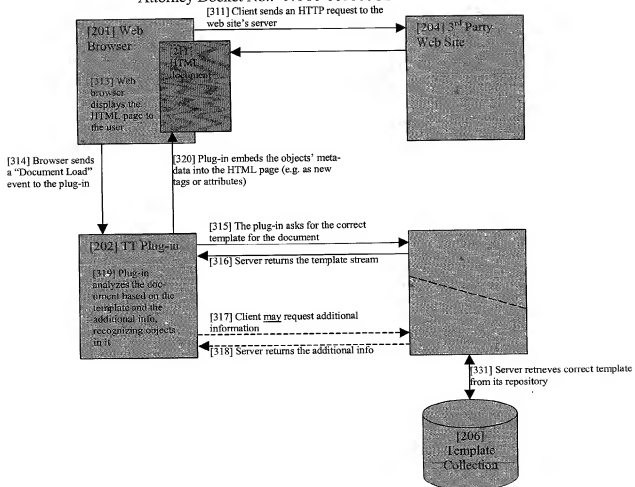 Attorney Docket No.:
[311] Client sends an HTTP request to the
web site's server
[201] Web
Browser
[204] 3rd Party
Web Site
HTML
document
[313] Web
browser
displays the
HTML page to
the user
[314] Browser sends
a "Document Load"
event to the plug-in
[320] Plug-in embeds the objects' meta-
data into the HTML page (e.g. as new
tags or attributes)
[202] TT Plug-in
[315] The plug-in asks for the correct
template for the document
[316] Server returns the template stream
[319] Plug-in
analyzes the doc-
ument based on the
template and the
additional info,
recognizing objects
in it
[317] Client may request additional
information
[318] Server returns the additional info
[331] Server retrieves correct template
from its repository
[206]
Template
Collection